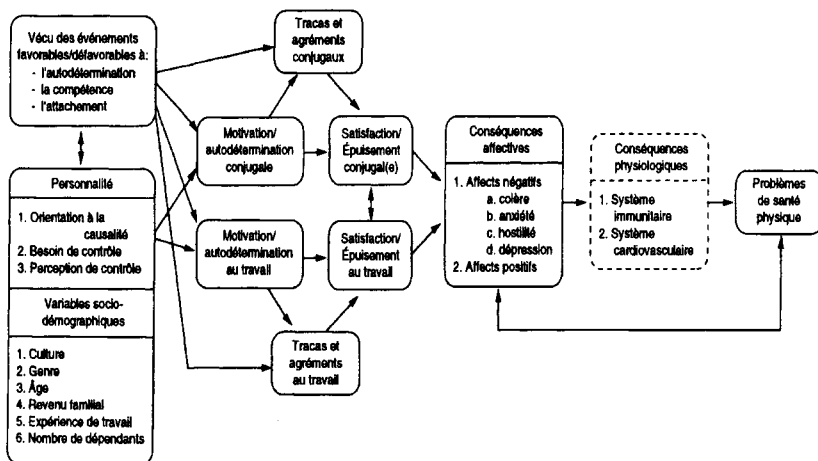 Vécu des événements
favorables/défavorables à:
- l'autodétermination
- la compétence
- l'attachement
Personnalité
1. Orientation à la
causalité
2. Besoin de contrôle
3. Perception de contrôle
Variables socio-
démographiques
1. Culture
2. Genre
3. Âge
4. Revenu familial
5. Expérience de travail
6. Nombre de dépendants
Tracas et
agréments
conjugaux
Motivation/
autodétermination
conjugale
Satisfaction/
Épuisement
conjugal(e)
Motivation/
autodétermination
au travail
Satisfaction/
Épuisement
au travail
Tracas et
agréments
au travail
Conséquences
affectives
1. Affects négatifs
a. colère
b. anxiété
c. hostilité
d. dépression
2. Affects positifs
Conséquences
physiologiques
1. Système
immunitaire
2. Système
cardiovasculaire
Problèmes
de santé
physique